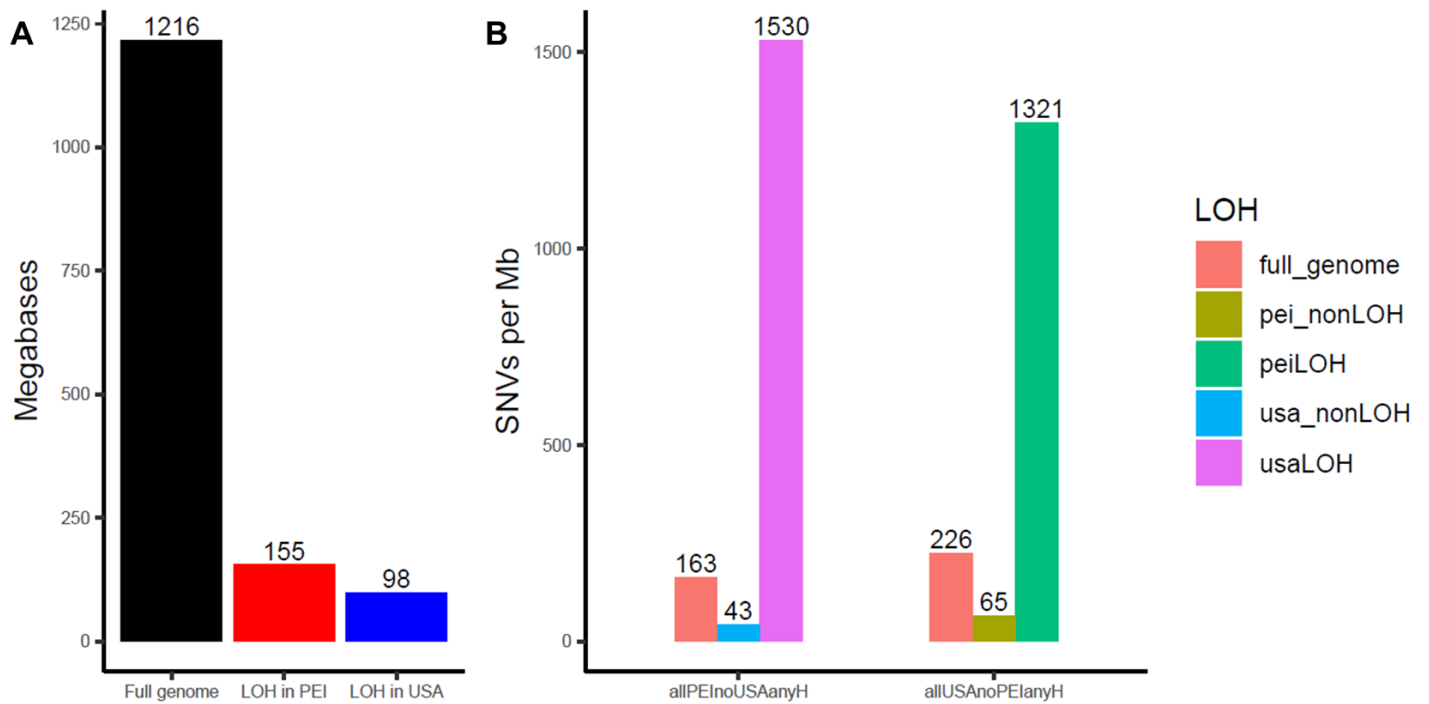 A
Megabases
1250
1000
750
500
250
0
1216
155
98
Full genome
LOH in PEI
LOH in USA
B
SNVs per Mb
1500
1000
500
0
163
43
1530
226
65
1321
allPEInoUSAanyH
allUSAnoPEIanyH
LOH
full_genome
pei_nonLOH
peiLOH
usa_nonLOH
usaLOH